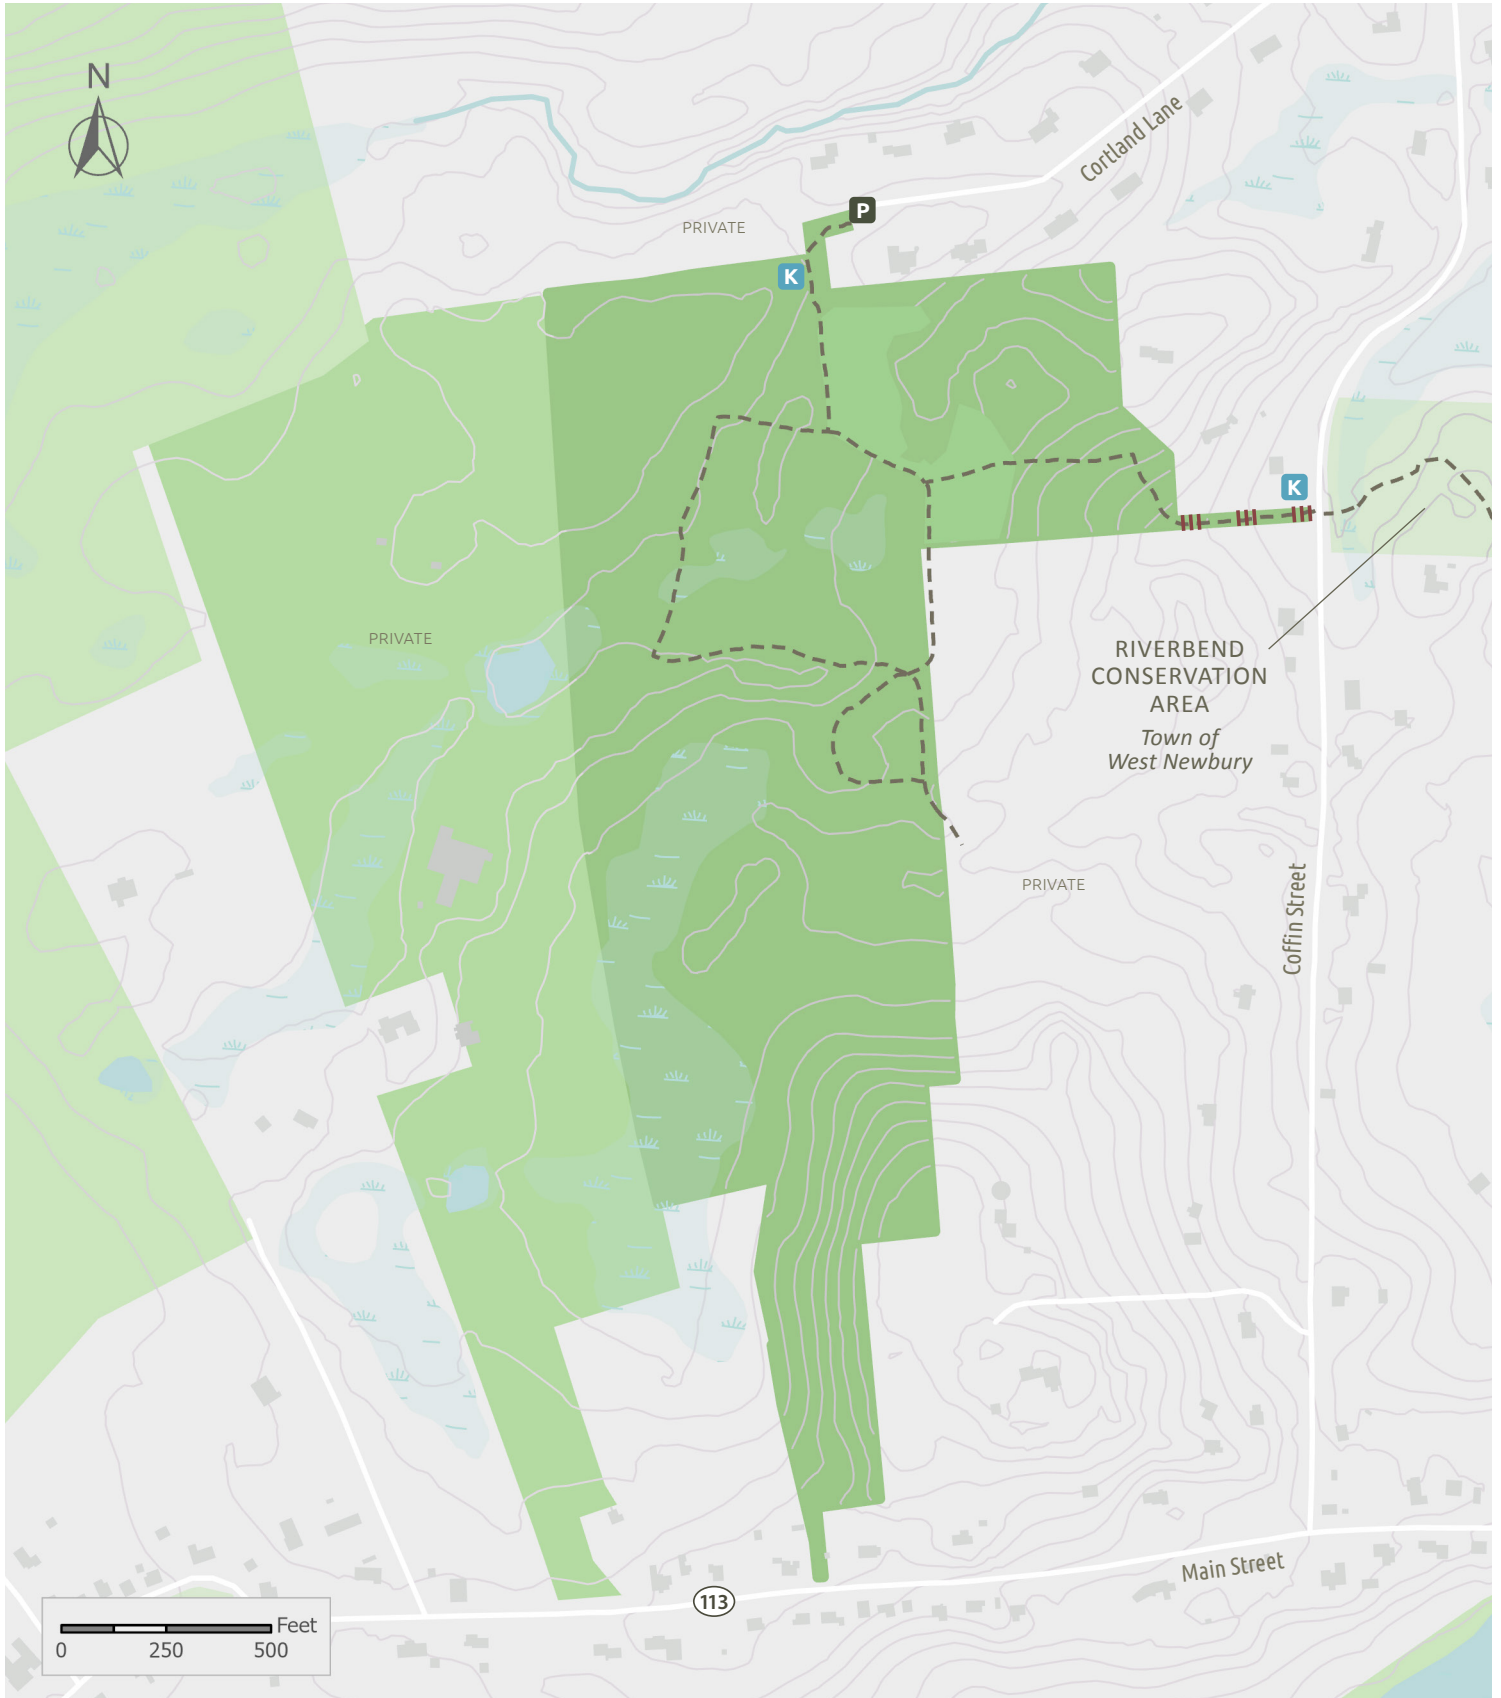 N
Cortland Lane
P
PRIVATE
K
K
PRIVATE
RIVERBEND
CONSERVATION
AREA
Town of
West Newbury
PRIVATE
Coffin Street
Main Street
113
Feet
0 250 500